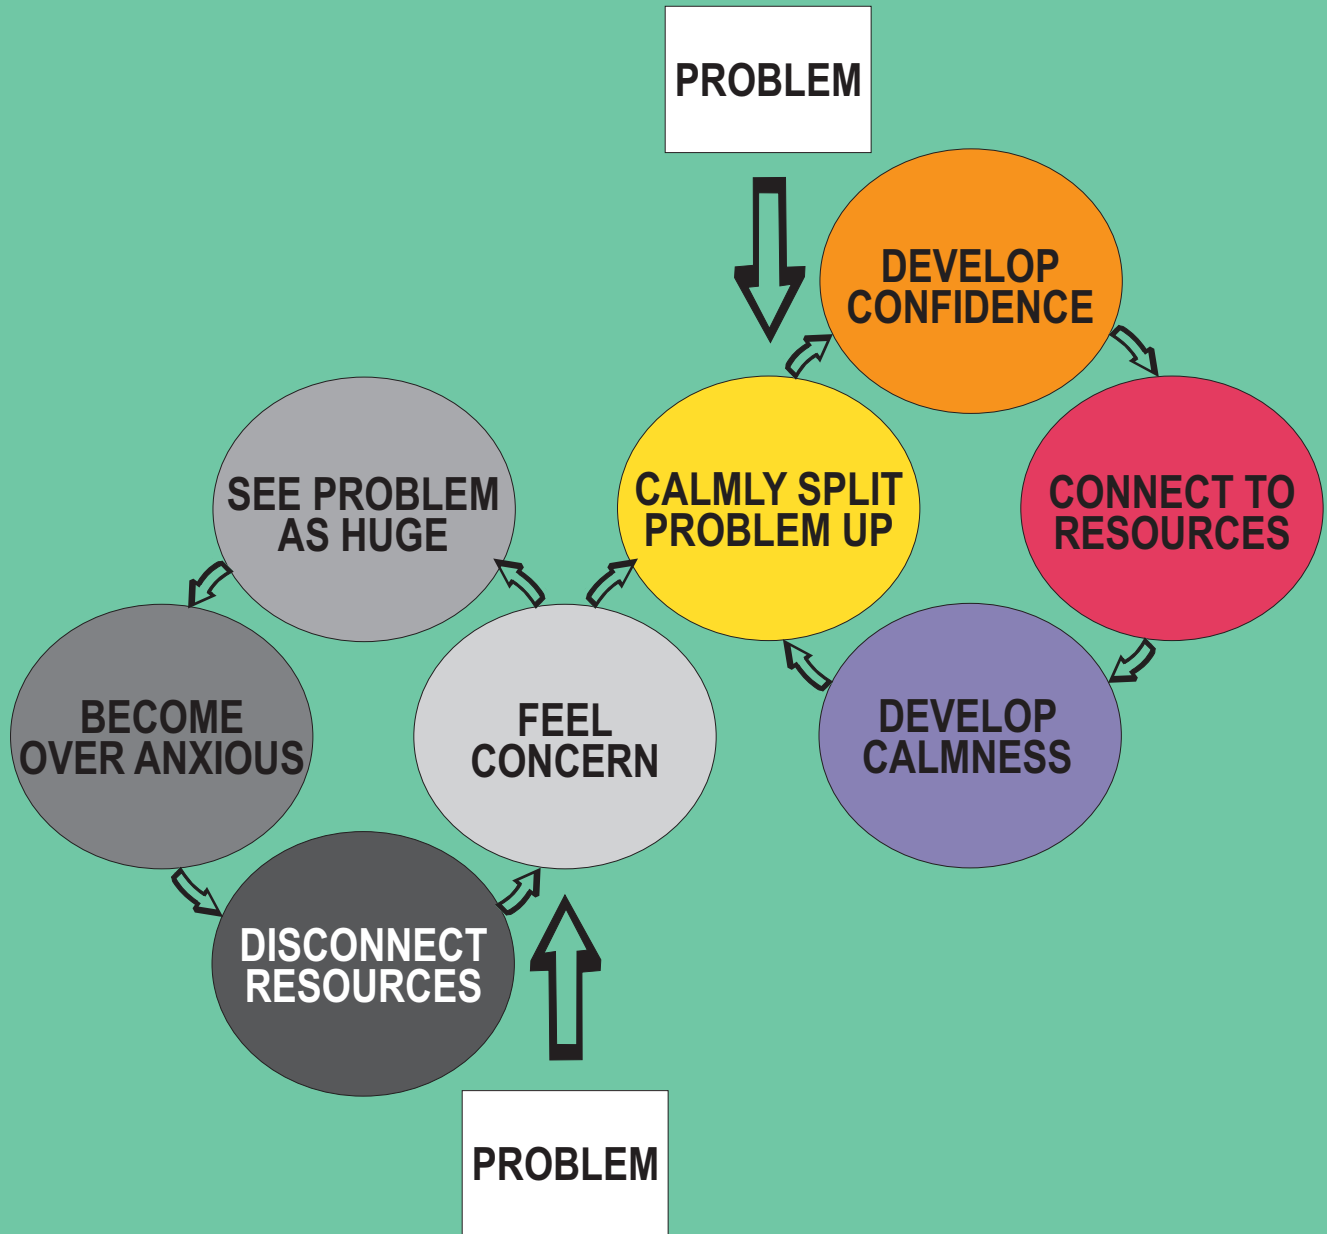 PROBLEM
DEVELOP
CONFIDENCE
SEE PROBLEM
AS HUGE
CALMLY SPLIT
PROBLEM UP
CONNECT TO
RESOURCES
BECOME
OVER ANXIOUS
FEEL
CONCERN
DEVELOP
CALMNESS
DISCONNECT
RESOURCES
PROBLEM